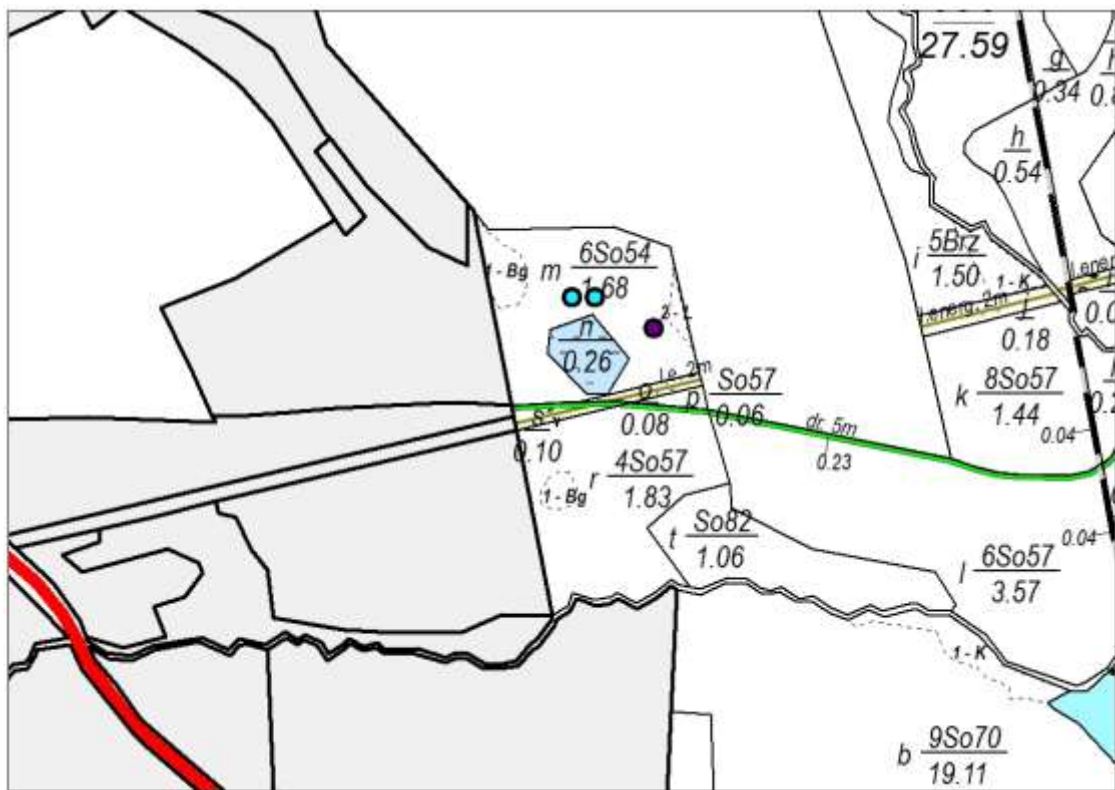 27.59
g
0.34
h
0.54
5Brz
i
1.50
1 - K
L energ. 2m
0.18
8So57
k
1.44
0.04
1 - Bg
6So54
m
1.68
2 - L
n
0.26
L e. 2m
So57
p
0.06
0.08
0.10
dr. 5m
0.23
4So57
r
1.83
1 - Bg
So82
t
1.06
0.04
6So57
l
3.57
1 - K
9So70
b
19.11